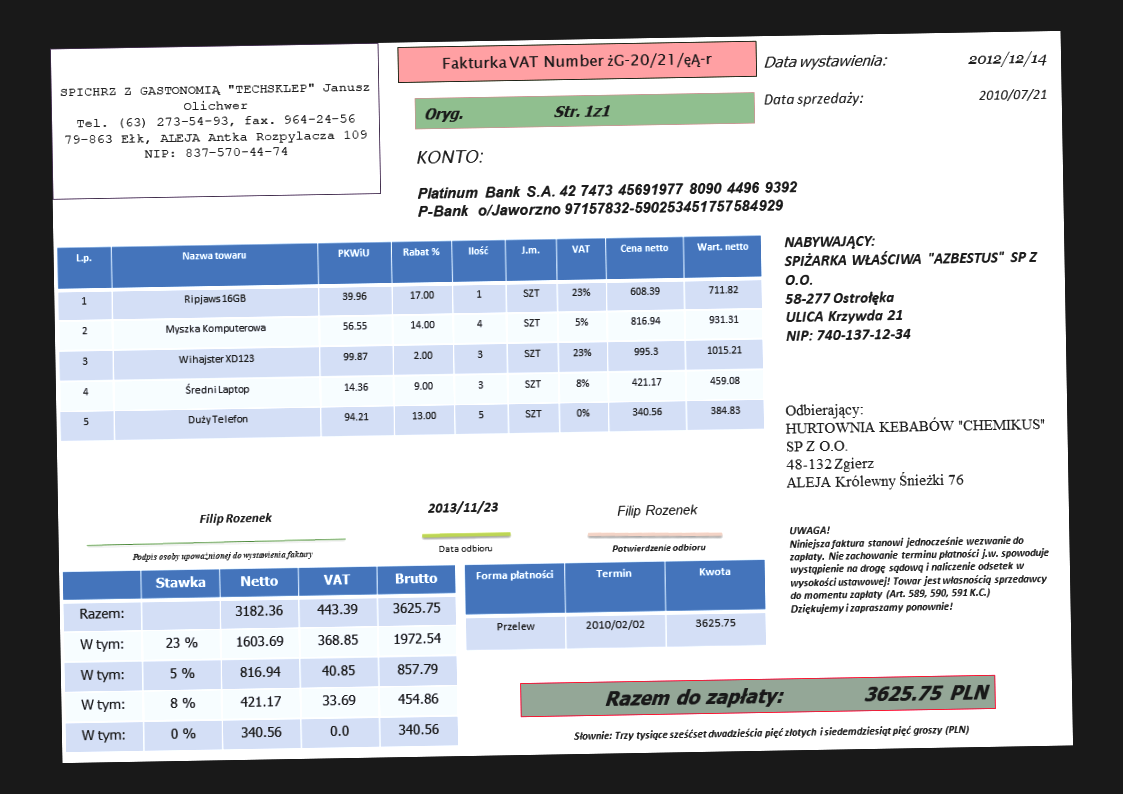 SPICHRZ Z GASTONOMIĄ "TECHSKLEP" Janusz
Olichwer
Tel. (63) 273-54-93, fax. 964-24-56
79-863 Ełk, ALEJA Antka Rozpylacza 109
NIP: 837-570-44-74
Fakturka VAT Number żG-20/21/ęĄ-r
Oryg. Str. 1z1
Data wystawienia: 2012/12/14
Data sprzedaży: 2010/07/21
KONTO:
Platinum Bank S.A. 42 7473 45691977 8090 4496 9392
P-Bank o/Jaworzno 97157832-590253451757584929
L.p. Nazwa towaru PKWiU Rabat % Ilość J.m. VAT Cena netto Wart. netto
1 Ripjaws 16GB 39.96 17.00 1 SZT 23% 608.39 711.82
2 Myszka Komputerowa 56.55 14.00 4 SZT 5% 816.94 931.31
3 Wihajster XD123 99.87 2.00 3 SZT 23% 995.3 1015.21
4 Średni Laptop 14.36 9.00 3 SZT 8% 421.17 459.08
5 Duży Telefon 94.21 13.00 5 SZT 0% 340.56 384.83
NABYWAJĄCY:
SPIŻARKA WŁAŚCIWA "AZBESTUS" SP Z
O.O.
58-277 Ostrołęka
ULICA Krzywda 21
NIP: 740-137-12-34
Odbierający:
HURTOWNIA KEBABÓW "CHEMIKUS"
SP Z O.O.
48-132 Zgierz
ALEJA Królewny Śnieżki 76
Filip Rozenek
Podpis osoby upoważnionej do wystawienia faktury
2013/11/23
Data odbioru
Filip Rozenek
Potwierdzenie odbioru
UWAGA!
Niniejsza faktura stanowi jednocześnie wezwanie do
zapłaty. Nie zachowanie terminu płatności j.w. spowoduje
wystąpienie na drogę sądową i naliczenie odsetek w
wysokości ustawowej! Towar jest własnością sprzedawcy
do momentu zapłaty (Art. 589, 590, 591 K.C.)
Dziękujemy i zapraszamy ponownie!
Stawka Netto VAT Brutto
Razem: 3182.36 443.39 3625.75
W tym: 23 % 1603.69 368.85 1972.54
W tym: 5 % 816.94 40.85 857.79
W tym: 8 % 421.17 33.69 454.86
W tym: 0 % 340.56 0.0 340.56
Forma płatności Termin Kwota
Przelew 2010/02/02 3625.75
Razem do zapłaty: 3625.75 PLN
Słownie: Trzy tysiące sześćset dwadzieścia pięć złotych i siedemdziesiąt pięć groszy (PLN)